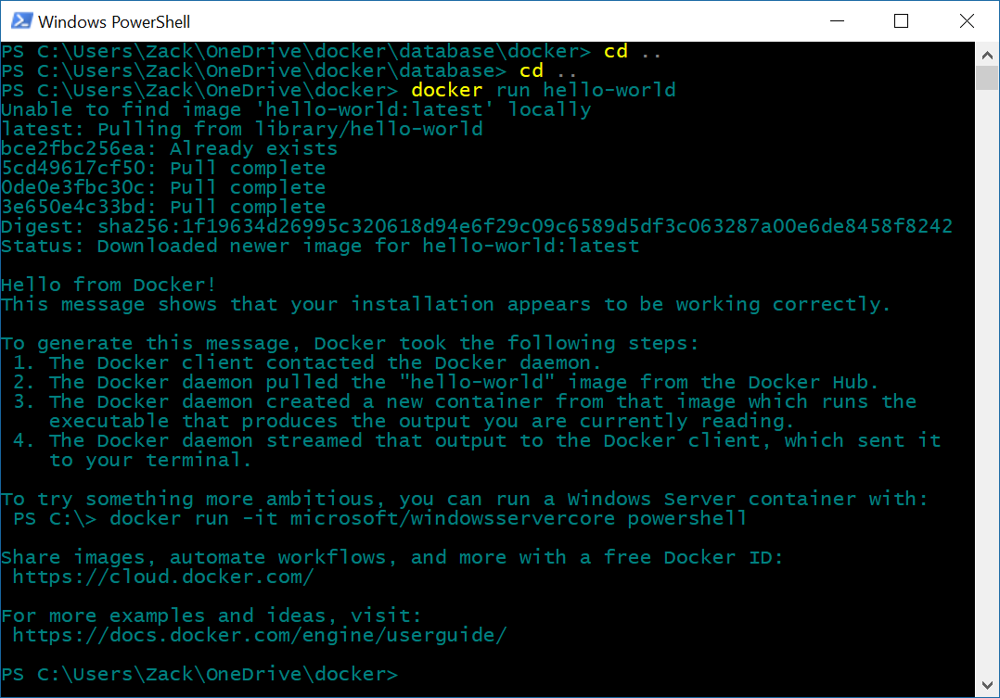 Windows PowerShell
PS C:\Users\Zack\OneDrive\docker\database\docker> cd ..
PS C:\Users\Zack\OneDrive\docker\database> cd ..
PS C:\Users\Zack\OneDrive\docker> docker run hello-world
Unable to find image 'hello-world:latest' locally
latest: Pulling from library/hello-world
bce2fbc256ea: Already exists
5cd49617cf50: Pull complete
0de0e3fbc30c: Pull complete
3e650e4c33bd: Pull complete
Digest: sha256:1f19634d26995c320618d94e6f29c09c6589d5df3c063287a00e6de8458f8242
Status: Downloaded newer image for hello-world:latest

Hello from Docker!
This message shows that your installation appears to be working correctly.

To generate this message, Docker took the following steps:
 1. The Docker client contacted the Docker daemon.
 2. The Docker daemon pulled the "hello-world" image from the Docker Hub.
 3. The Docker daemon created a new container from that image which runs the
    executable that produces the output you are currently reading.
 4. The Docker daemon streamed that output to the Docker client, which sent it
    to your terminal.

To try something more ambitious, you can run a Windows Server container with:
 PS C:\> docker run -it microsoft/windowsservercore powershell

Share images, automate workflows, and more with a free Docker ID:
 https://cloud.docker.com/

For more examples and ideas, visit:
 https://docs.docker.com/engine/userguide/

PS C:\Users\Zack\OneDrive\docker>